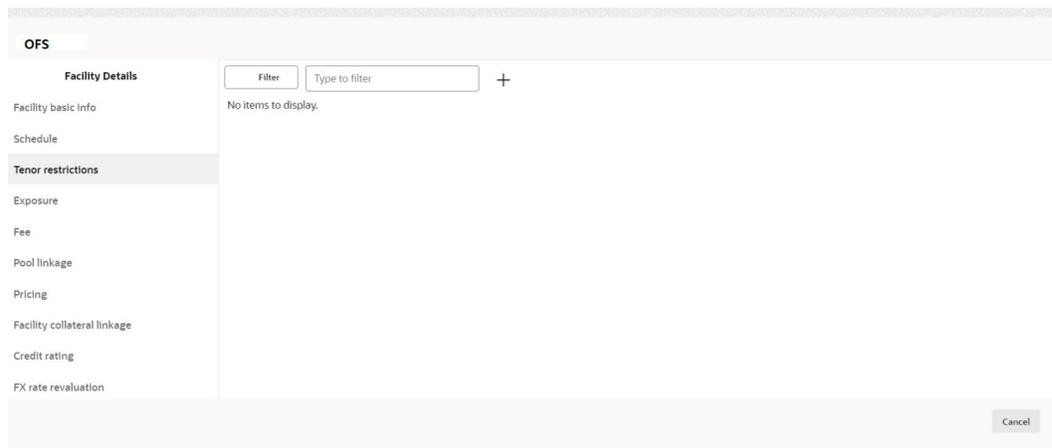 OFS
Facility Details
Facility basic info
Schedule
Tenor restrictions
Exposure
Fee
Pool linkage
Pricing
Facility collateral linkage
Credit rating
FX rate revaluation
Filter
Type to filter
No items to display.
Cancel